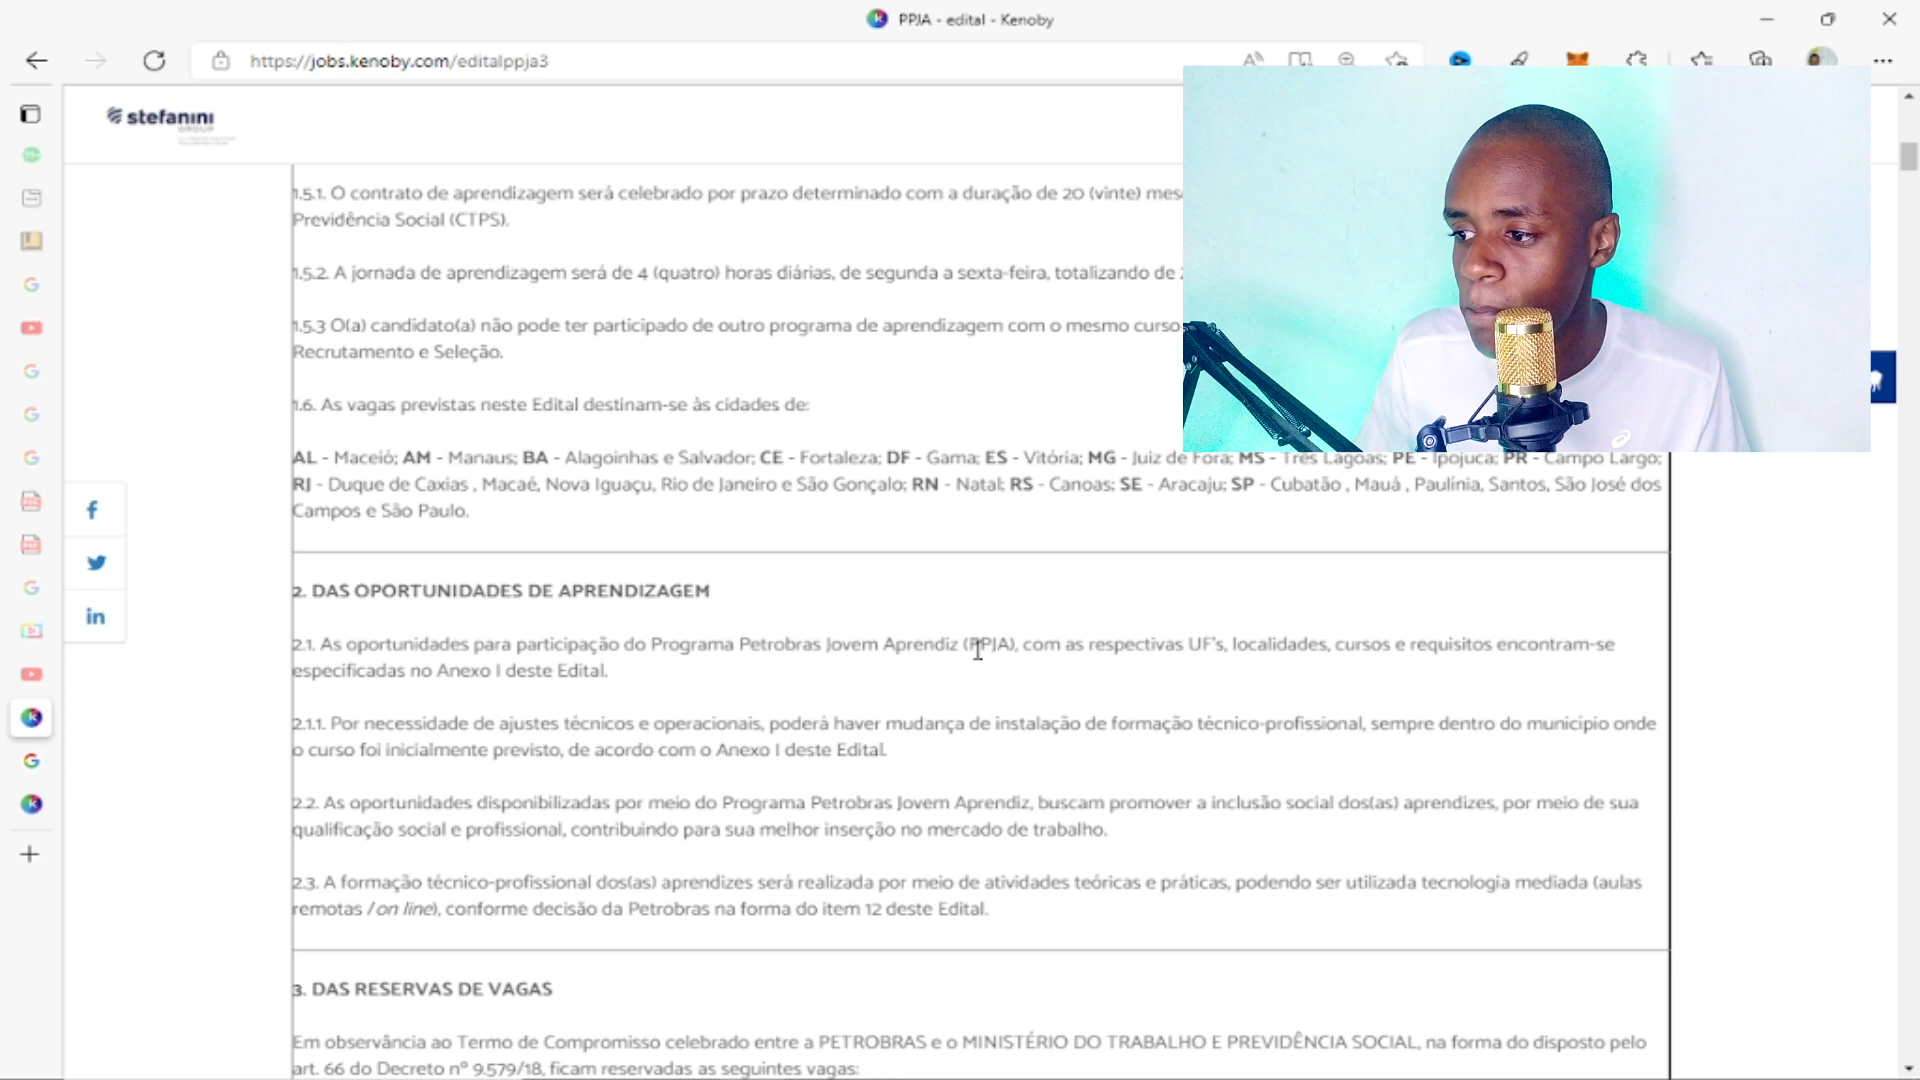 PPJA - edital - Kenoby
https://jobs.kenoby.com/editalppja3
stefanini
GROUP
1.5.1. O contrato de aprendizagem será celebrado por prazo determinado com a duração de 20 (vinte)
Previdência Social (CTPS).
1.5.2. A jornada de aprendizagem será de 4 (quatro) horas diárias, de segunda a sexta-feira, totalizando de
1.5.3 O(a) candidato(a) não pode ter participado de outro programa de aprendizagem com o mesmo curso
Recrutamento e Seleção.
1.6. As vagas previstas neste Edital destinam-se às cidades de:
AL - Maceió; AM - Manaus; BA - Alagoinhas e Salvador; CE - Fortaleza; DF - Gama; ES - Vitória; MG - Juiz de Fora; MS - Três Lagoas; PE - Ipojuca; PR - Campo Largo;
RJ - Duque de Caxias , Macaé, Nova Iguaçu, Rio de Janeiro e São Gonçalo; RN - Natal; RS - Canoas; SE - Aracaju; SP - Cubatão , Mauá , Paulínia, Santos, São José dos
Campos e São Paulo.
2. DAS OPORTUNIDADES DE APRENDIZAGEM
2.1. As oportunidades para participação do Programa Petrobras Jovem Aprendiz (PPJA), com as respectivas UF's, localidades, cursos e requisitos encontram-se
especificadas no Anexo I deste Edital.
2.1.1. Por necessidade de ajustes técnicos e operacionais, poderá haver mudança de instalação de formação técnico-profissional, sempre dentro do município onde
o curso foi inicialmente previsto, de acordo com o Anexo I deste Edital.
2.2. As oportunidades disponibilizadas por meio do Programa Petrobras Jovem Aprendiz, buscam promover a inclusão social dos(as) aprendizes, por meio de sua
qualificação social e profissional, contribuindo para sua melhor inserção no mercado de trabalho.
2.3. A formação técnico-profissional dos(as) aprendizes será realizada por meio de atividades teóricas e práticas, podendo ser utilizada tecnologia mediada (aulas
remotas / on line), conforme decisão da Petrobras na forma do item 12 deste Edital.
3. DAS RESERVAS DE VAGAS
Em observância ao Termo de Compromisso celebrado entre a PETROBRAS e o MINISTÉRIO DO TRABALHO E PREVIDÊNCIA SOCIAL, na forma do disposto pelo
art. 66 do Decreto nº 9.579/18, ficam reservadas as seguintes vagas: